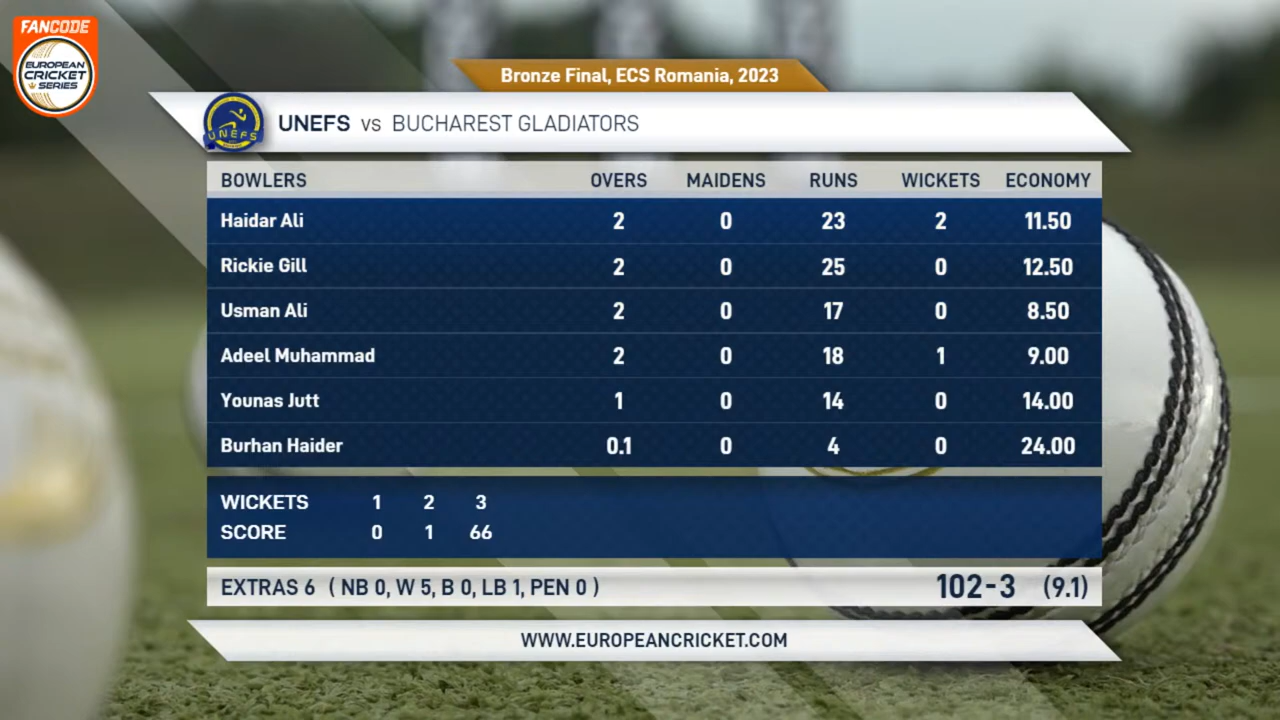 FANCODE
EUROPEAN
CRICKET
SERIES
Bronze Final, ECS Romania, 2023
UNEFS
UNEFS vs BUCHAREST GLADIATORS
BOWLERS OVERS MAIDENS RUNS WICKETS ECONOMY
Haidar Ali 2 0 23 2 11.50
Rickie Gill 2 0 25 0 12.50
Usman Ali 2 0 17 0 8.50
Adeel Muhammad 2 0 18 1 9.00
Younas Jutt 1 0 14 0 14.00
Burhan Haider 0.1 0 4 0 24.00
WICKETS 1 2 3
SCORE 0 1 66
EXTRAS 6 ( NB 0, W 5, B 0, LB 1, PEN 0 ) 102-3 (9.1)
WWW.EUROPEANCRICKET.COM